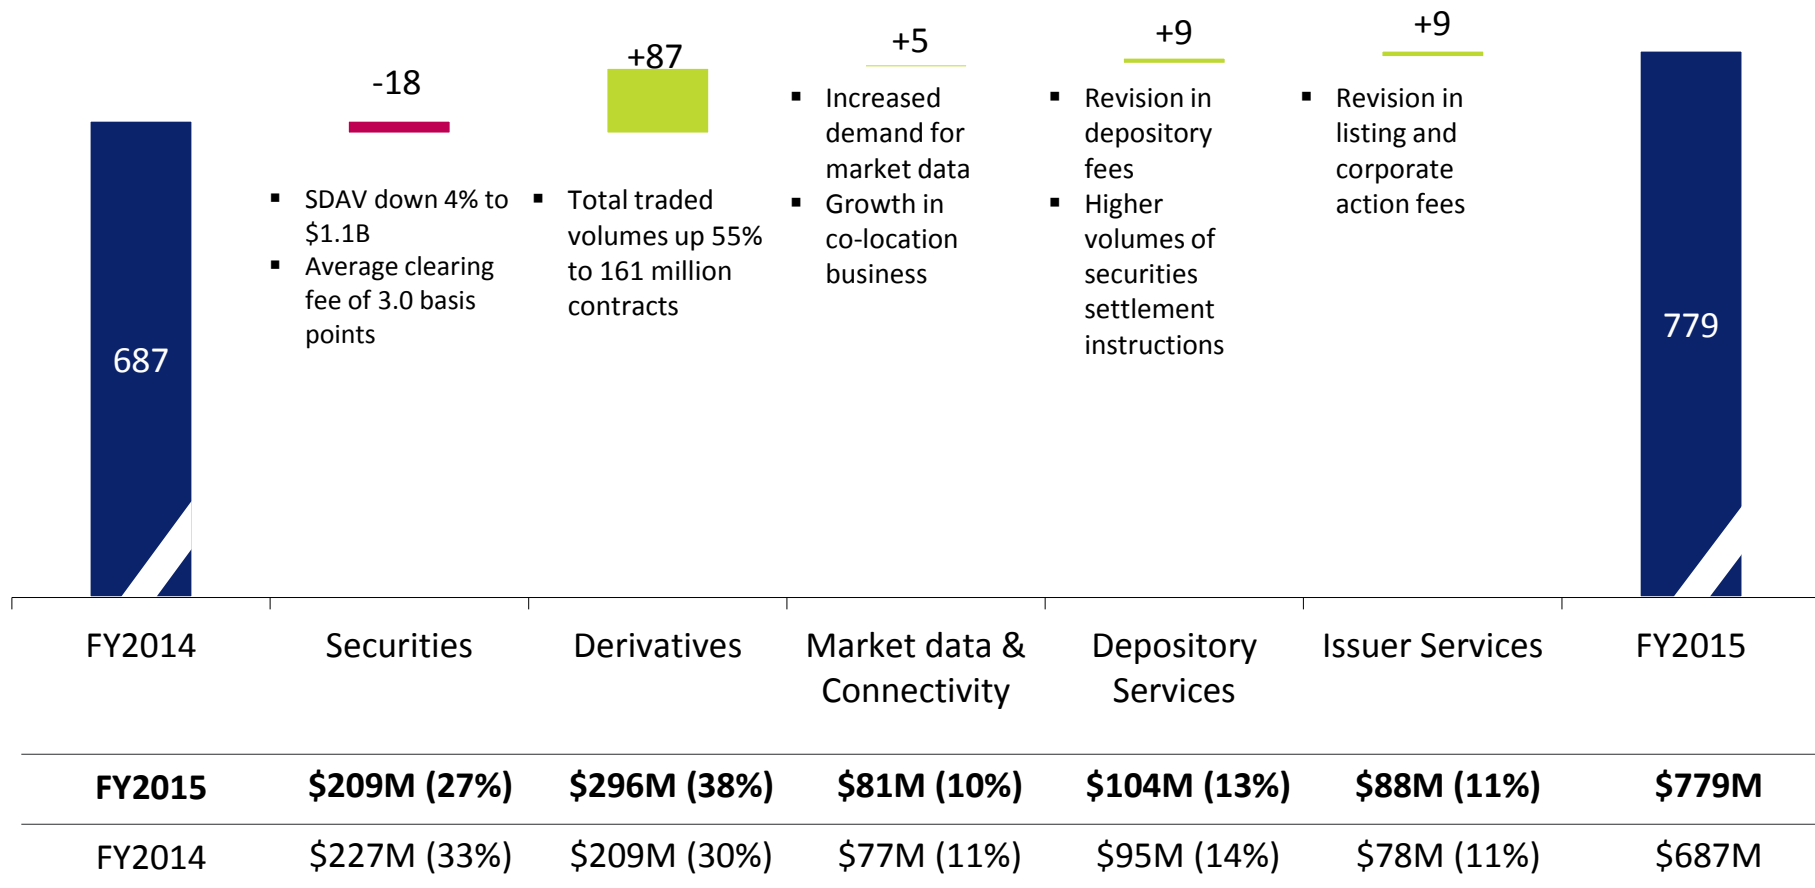 -18
+87
+5
+9
+9
687
▪ SDAV down 4% to
$1.1B
▪ Average clearing
fee of 3.0 basis
points
▪ Total traded
volumes up 55%
to 161 million
contracts
▪ Increased
demand for
market data
▪ Growth in
co-location
business
▪ Revision in
depository
fees
▪ Higher
volumes of
securities
settlement
instructions
▪ Revision in
listing and
corporate
action fees
779
FY2014
Securities
Derivatives
Market data &
Connectivity
Depository
Services
Issuer Services
FY2015
FY2015 $209M (27%) $296M (38%) $81M (10%) $104M (13%) $88M (11%) $779M
FY2014 $227M (33%) $209M (30%) $77M (11%) $95M (14%) $78M (11%) $687M